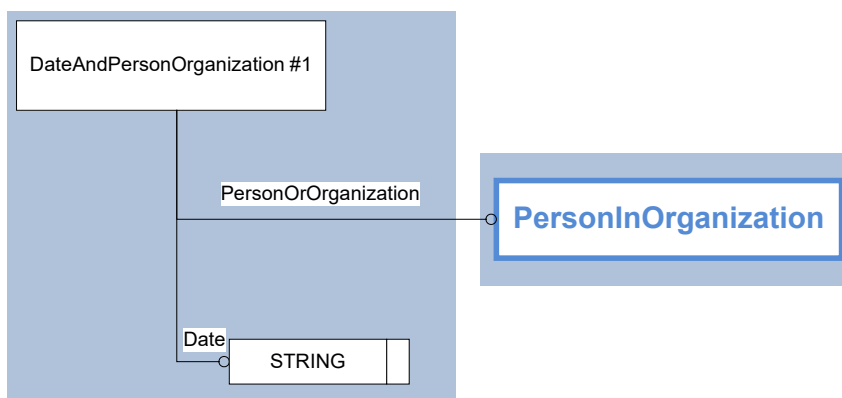 DateAndPersonOrganization #1
PersonOrOrganization
PersonInOrganization
Date
STRING